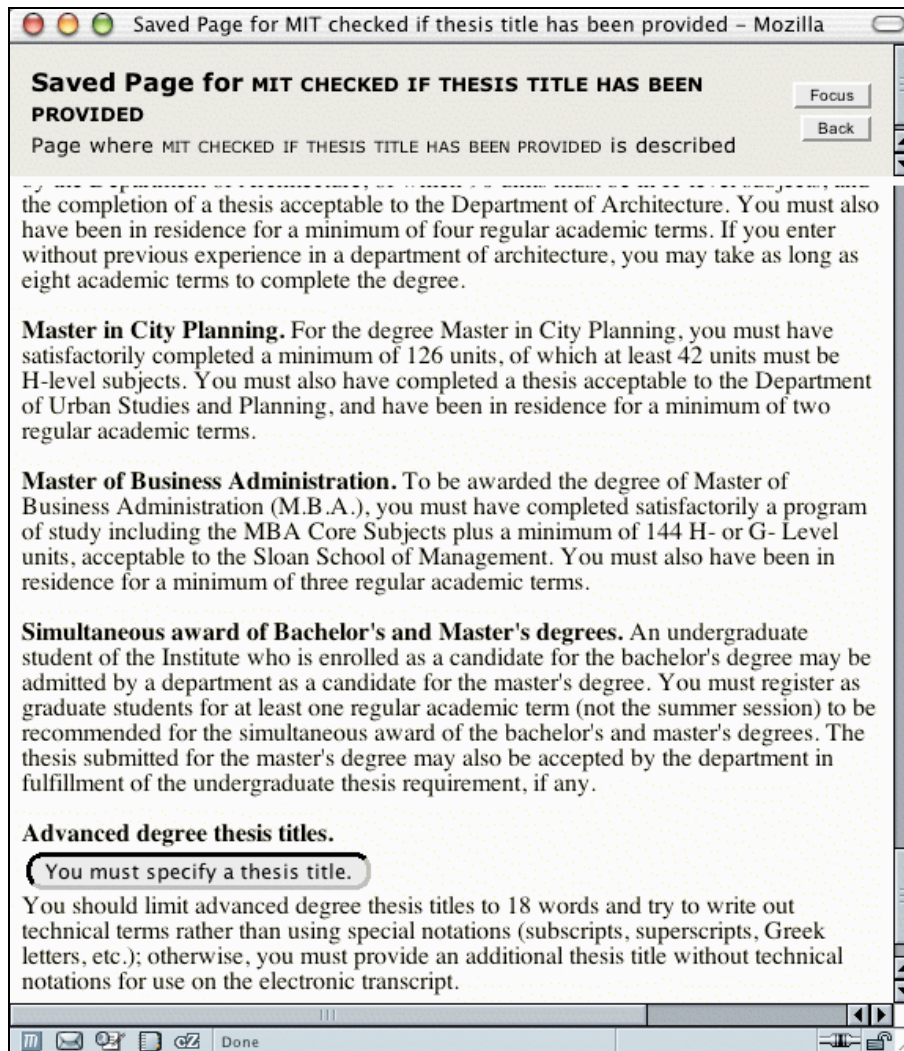 Saved Page for MIT checked if thesis title has been provided – Mozilla
Saved Page for MIT CHECKED IF THESIS TITLE HAS BEEN
PROVIDED
Page where MIT CHECKED IF THESIS TITLE HAS BEEN PROVIDED is described
Focus
Back
the completion of a thesis acceptable to the Department of Architecture. You must also
have been in residence for a minimum of four regular academic terms. If you enter
without previous experience in a department of architecture, you may take as long as
eight academic terms to complete the degree.
Master in City Planning. For the degree Master in City Planning, you must have
satisfactorily completed a minimum of 126 units, of which at least 42 units must be
H-level subjects. You must also have completed a thesis acceptable to the Department
of Urban Studies and Planning, and have been in residence for a minimum of two
regular academic terms.
Master of Business Administration. To be awarded the degree of Master of
Business Administration (M.B.A.), you must have completed satisfactorily a program
of study including the MBA Core Subjects plus a minimum of 144 H- or G- Level
units, acceptable to the Sloan School of Management. You must also have been in
residence for a minimum of three regular academic terms.
Simultaneous award of Bachelor's and Master's degrees. An undergraduate
student of the Institute who is enrolled as a candidate for the bachelor's degree may be
admitted by a department as a candidate for the master's degree. You must register as
graduate students for at least one regular academic term (not the summer session) to be
recommended for the simultaneous award of the bachelor's and master's degrees. The
thesis submitted for the master's degree may also be accepted by the department in
fulfillment of the undergraduate thesis requirement, if any.
Advanced degree thesis titles.
You must specify a thesis title.
You should limit advanced degree thesis titles to 18 words and try to write out
technical terms rather than using special notations (subscripts, superscripts, Greek
letters, etc.); otherwise, you must provide an additional thesis title without technical
notations for use on the electronic transcript.
Done